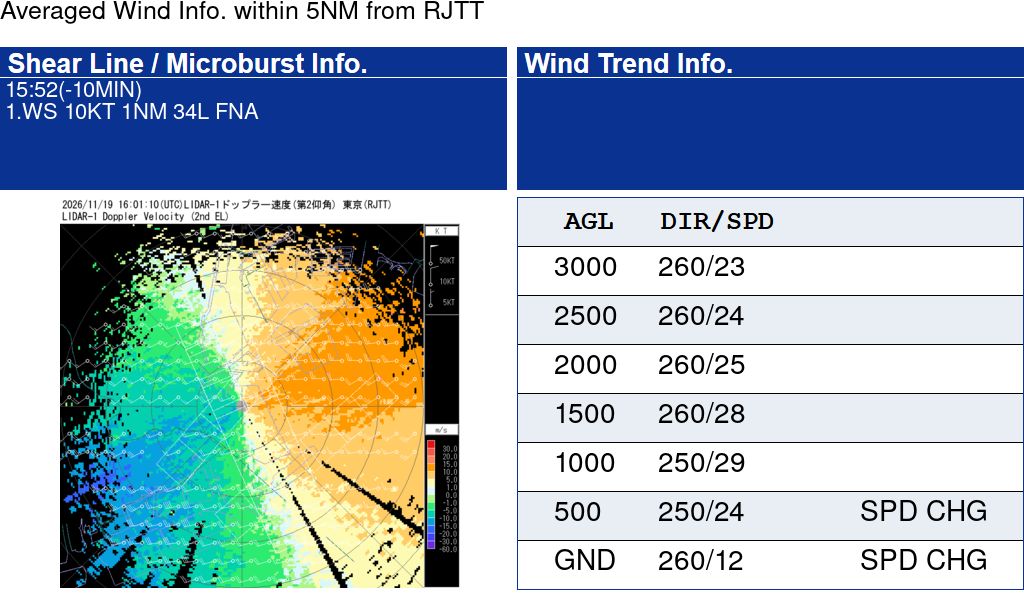 Averaged Wind Info. within 5NM from RJTT
Shear Line / Microburst Info.
15:52(-10MIN)
1.WS 10KT 1NM 34L FNA
Wind Trend Info.
2026/11/19 16:01:10(UTC)LIDAR-1ドップラー速度(第2仰角) 東京(RJTT)
LIDAR-1 Doppler Velocity (2nd EL)
K T
50KT
10KT
5KT
m/s
30.0
20.0
15.0
10.0
5.0
1.0
0.0
-1.0
-5.0
-10.0
-15.0
-20.0
-30.0
-60.0
AGL DIR/SPD
3000 260/23
2500 260/24
2000 260/25
1500 260/28
1000 250/29
500 250/24 SPD CHG
GND 260/12 SPD CHG